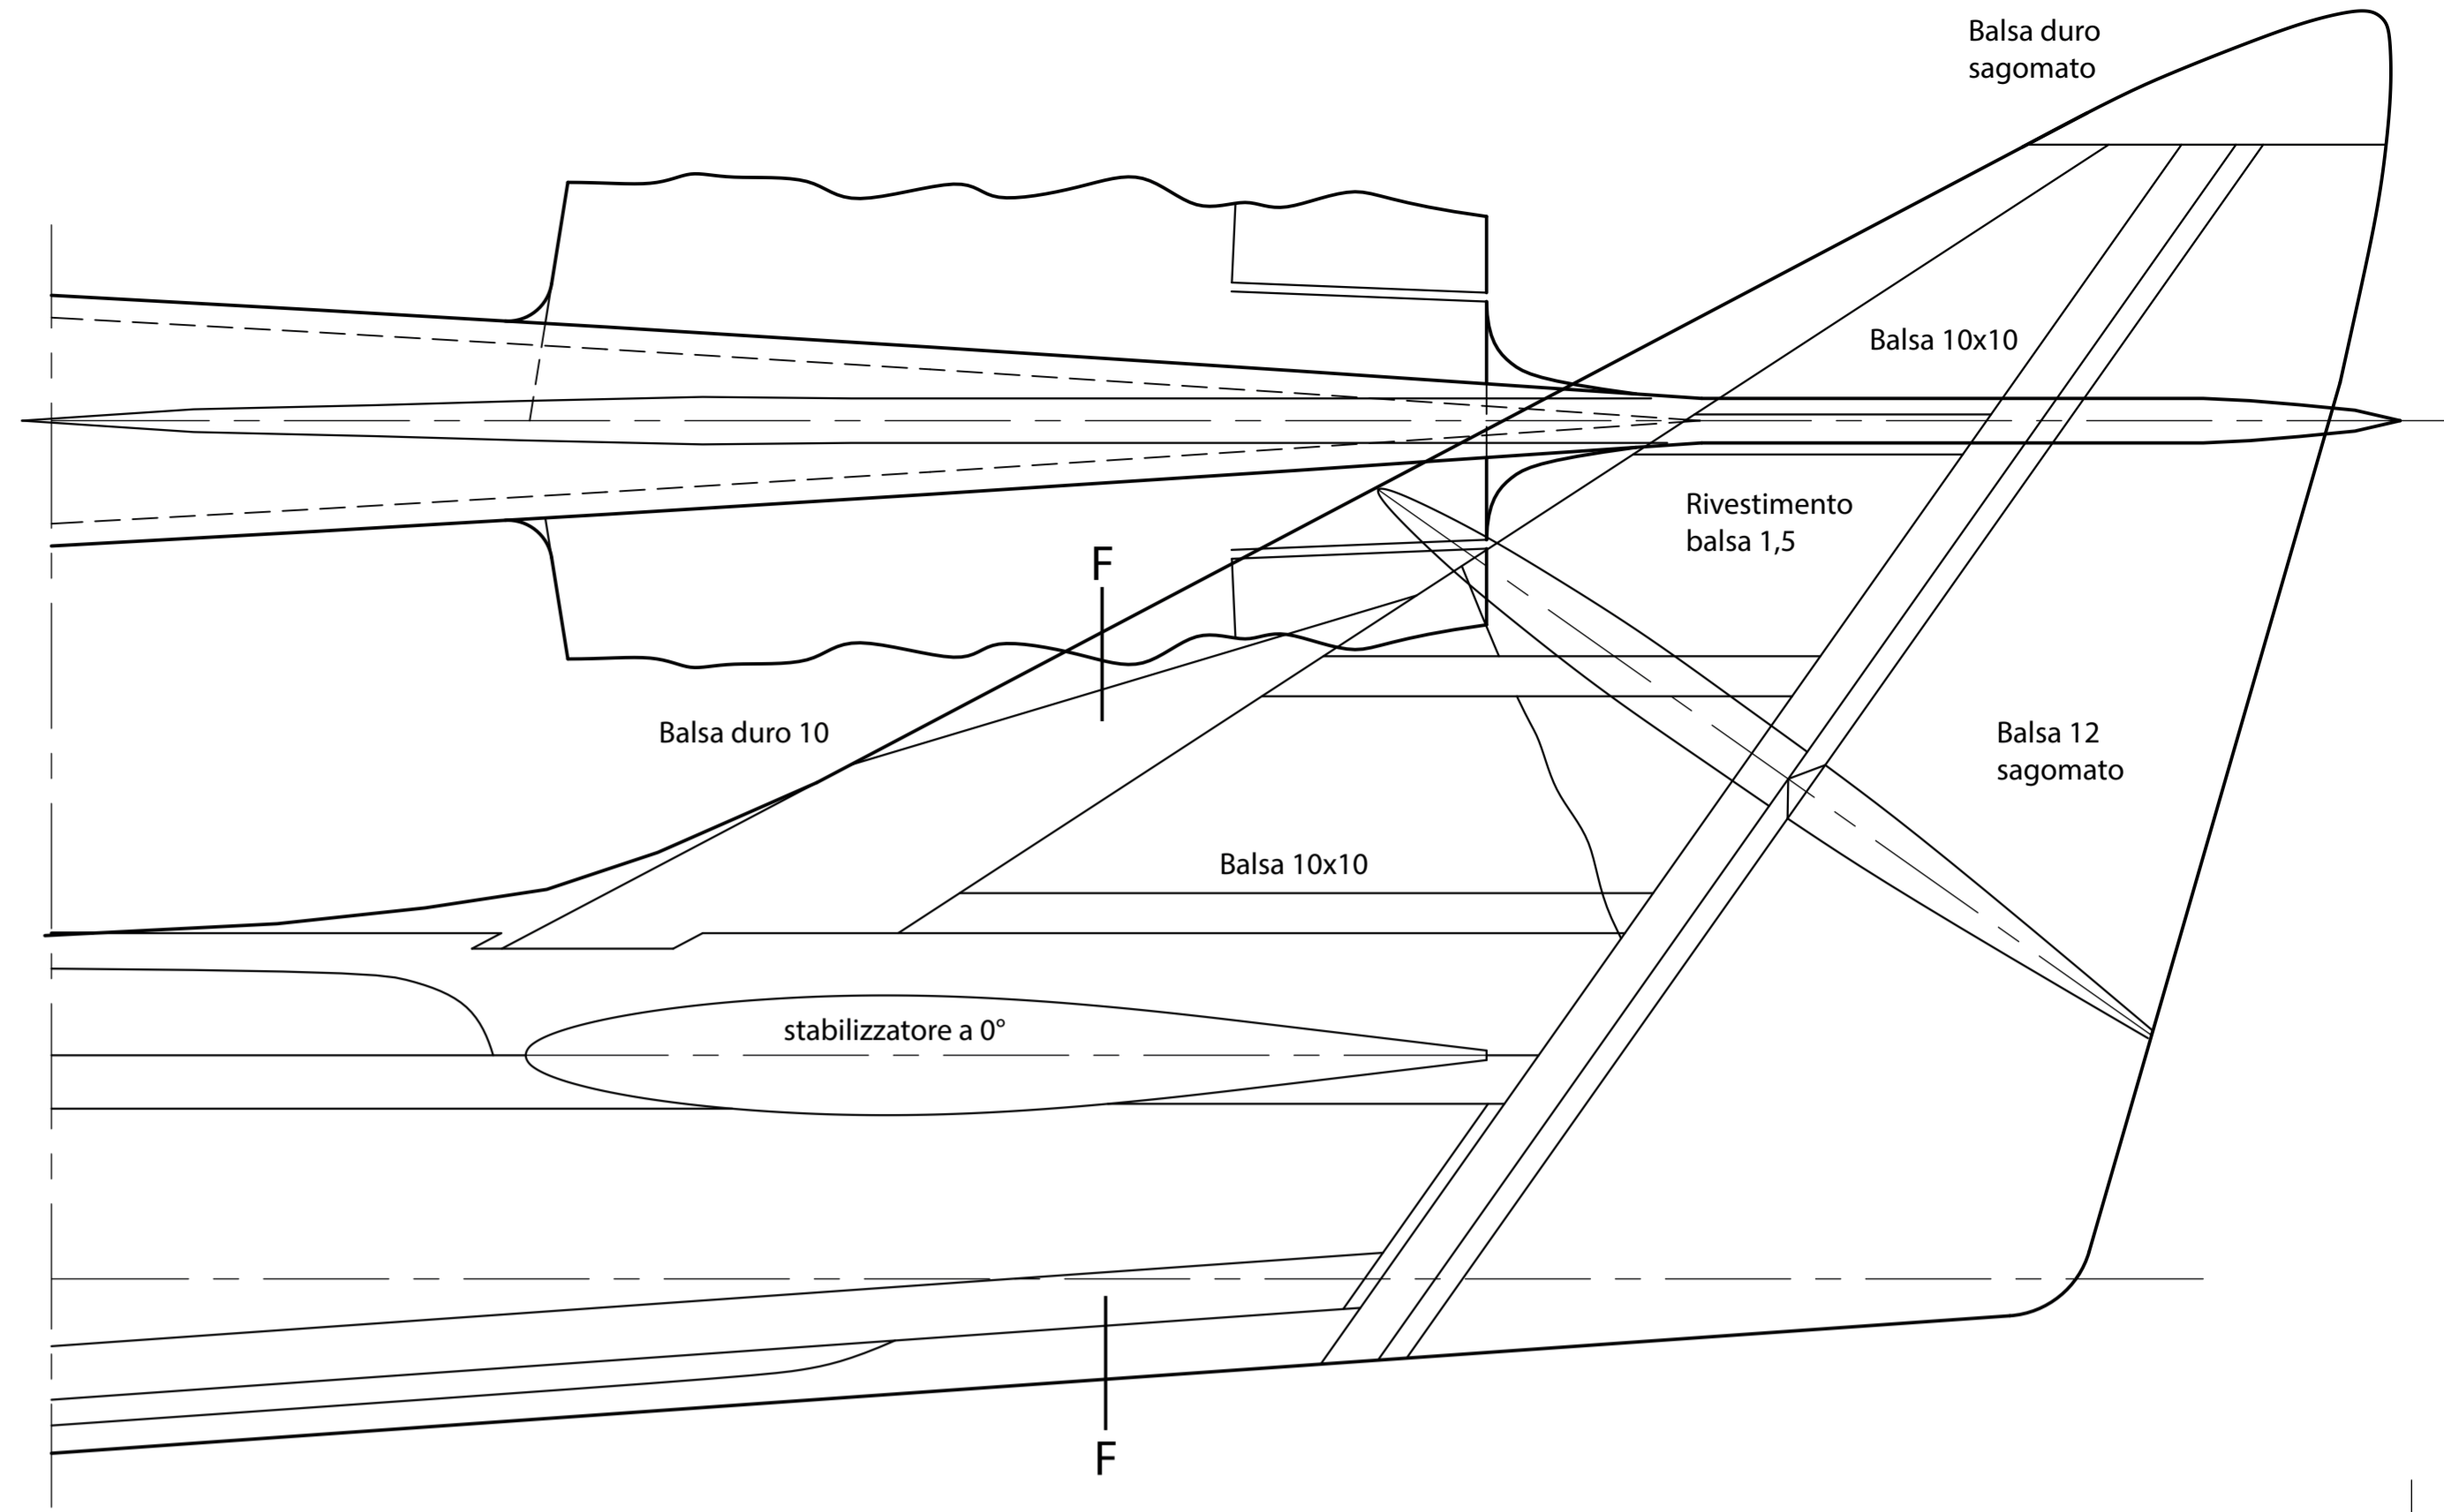 Balsa duro
sagomato
Balsa 10x10
Rivestimento
balsa 1,5
F
Balsa duro 10
Balsa 12
sagomato
Balsa 10x10
stabilizzatore a 0°
F